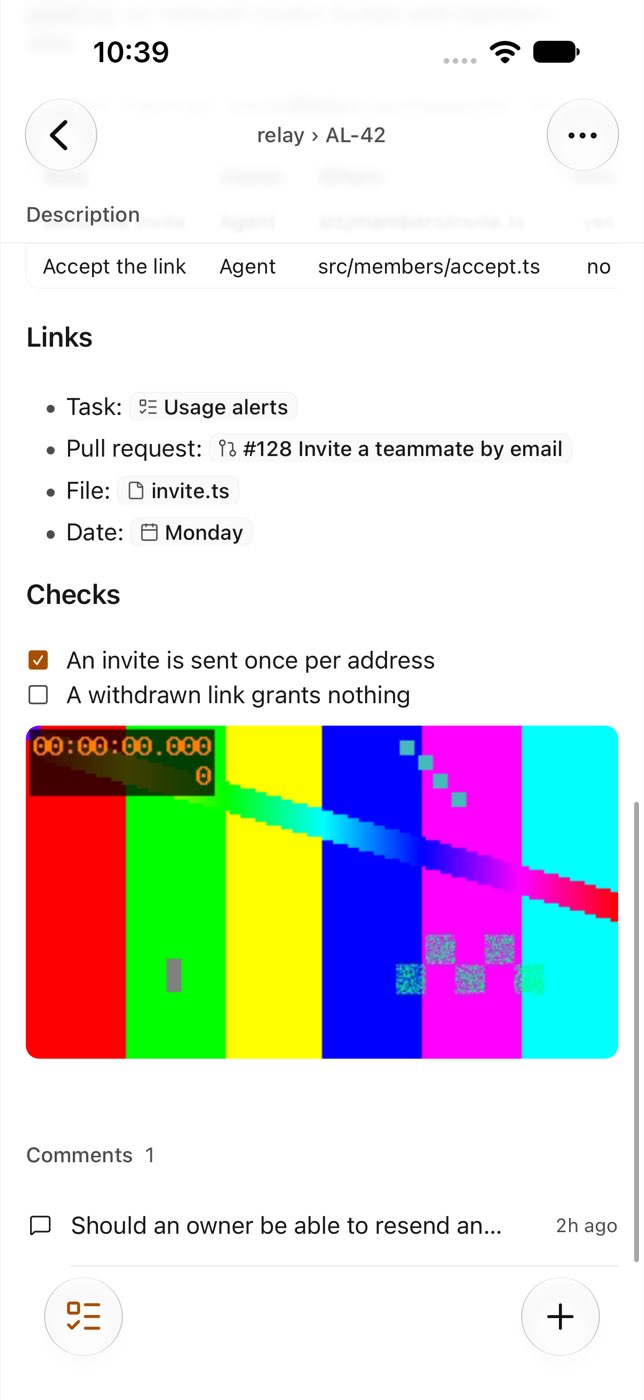 10:39
relay › AL-42
Description
Accept the link Agent src/members/accept.ts no
Links
• Task: Usage alerts
• Pull request: #128 Invite a teammate by email
• File: invite.ts
• Date: Monday
Checks
An invite is sent once per address
A withdrawn link grants nothing
00:00:00.000
0
Comments 1
Should an owner be able to resend an... 2h ago